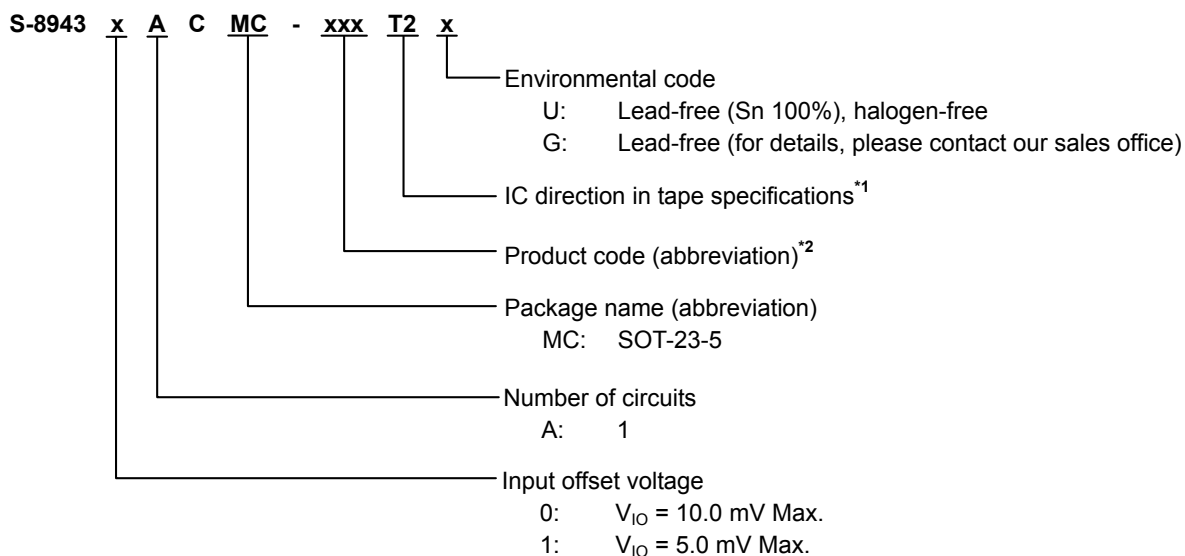 S-8943 x A C MC - xxx T2 x
Environmental code
U: Lead-free (Sn 100%), halogen-free
G: Lead-free (for details, please contact our sales office)
IC direction in tape specifications*1
Product code (abbreviation)*2
Package name (abbreviation)
MC: SOT-23-5
Number of circuits
A: 1
Input offset voltage
0: VIO = 10.0 mV Max.
1: VIO = 5.0 mV Max.